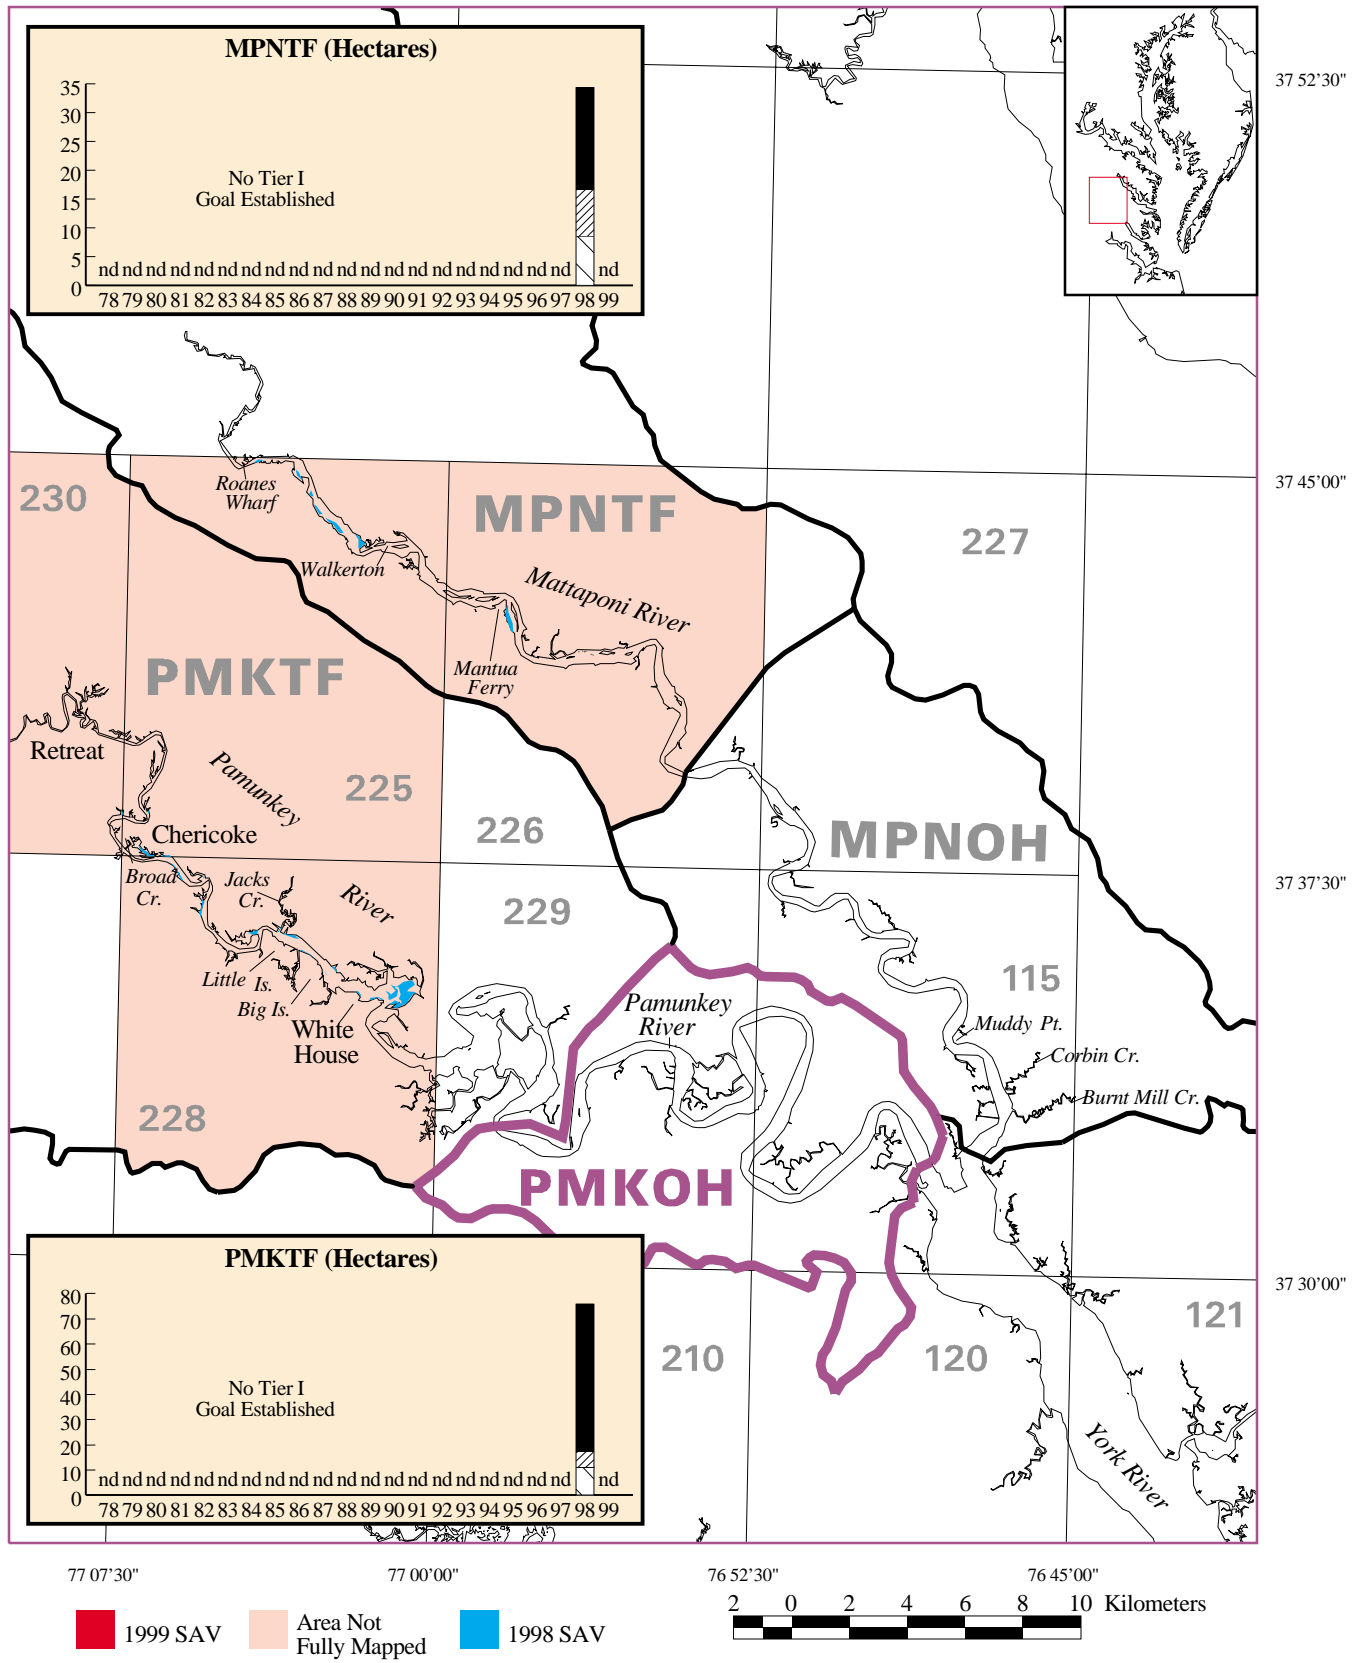 MPNTF (Hectares)
35
30
25
20
15
10
5
0
No Tier I
Goal Established
nd nd nd nd nd nd nd nd nd nd nd nd nd nd nd nd nd nd nd nd nd
78 79 80 81 82 83 84 85 86 87 88 89 90 91 92 93 94 95 96 97 98 99
37 52'30"
Roanes
Wharf
230
MPNTF
37 45'00"
227
Walkerton
Mattaponi River
Mantua
Ferry
PMKTF
Retreat
Pamunkey
225
Chericoke
226
MPNOH
Broad
Cr.
Jacks
Cr.
River
37 37'30"
229
Little Is.
Big Is.
115
White
House
Pamunkey
River
Muddy Pt.
Corbin Cr.
Burnt Mill Cr.
228
PMKOH
PMKTF (Hectares)
80
70
60
50
40
30
20
10
0
No Tier I
Goal Established
nd nd nd nd nd nd nd nd nd nd nd nd nd nd nd nd nd nd nd nd nd
78 79 80 81 82 83 84 85 86 87 88 89 90 91 92 93 94 95 96 97 98 99
37 30'00"
121
210
120
York River
77 07'30"
77 00'00"
76 52'30"
76 45'00"
1999 SAV
Area Not
Fully Mapped
1998 SAV
2 0 2 4 6 8 10 Kilometers